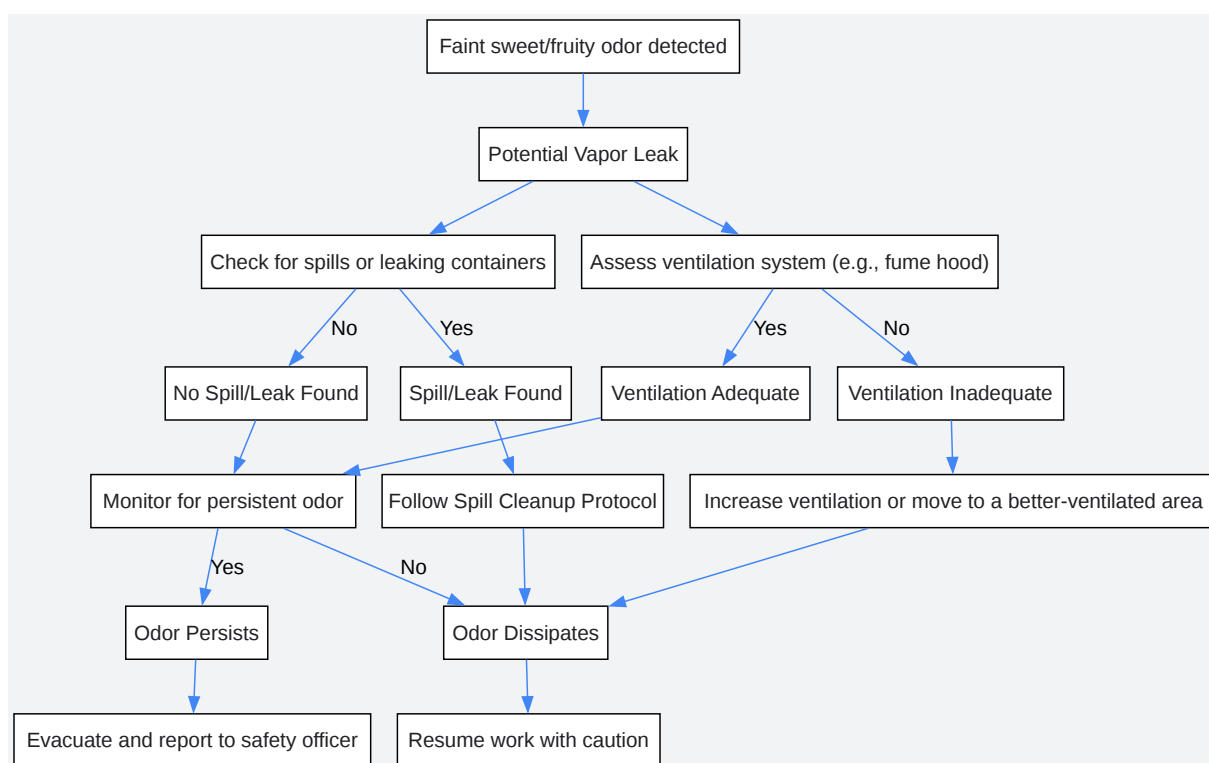 Faint sweet/fruity odor detected
Potential Vapor Leak
Check for spills or leaking containers
Assess ventilation system (e.g., fume hood)
No
Yes
Yes
No
No Spill/Leak Found
Spill/Leak Found
Ventilation Adequate
Ventilation Inadequate
Monitor for persistent odor
Follow Spill Cleanup Protocol
Increase ventilation or move to a better-ventilated area
Yes
No
Odor Persists
Odor Dissipates
Evacuate and report to safety officer
Resume work with caution